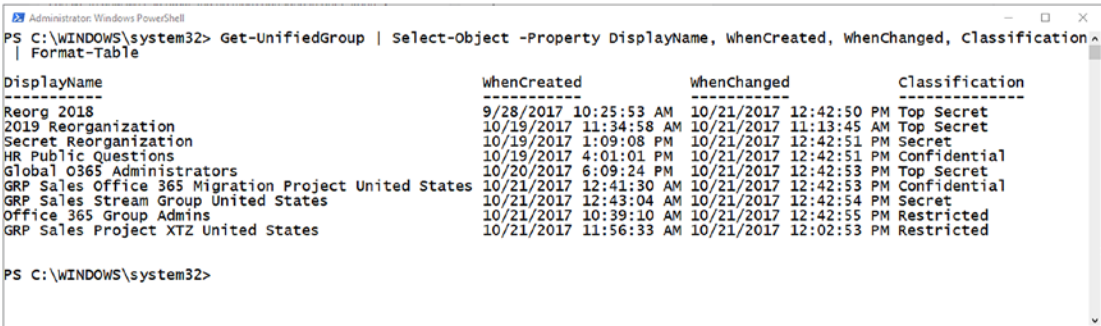 Administrator: Windows PowerShell
PS C:\WINDOWS\system32> Get-UnifiedGroup | Select-Object -Property DisplayName, WhenCreated, WhenChanged, Classification
| Format-Table
DisplayName WhenCreated WhenChanged Classification
----------- ----------- ----------- --------------
Reorg 2018 9/28/2017 10:25:53 AM 10/21/2017 12:42:50 PM Top Secret
2019 Reorganization 10/19/2017 11:34:58 AM 10/21/2017 11:13:45 AM Top Secret
Secret Reorganization 10/19/2017 1:09:08 PM 10/21/2017 12:42:51 PM Secret
HR Public Questions 10/19/2017 4:01:01 PM 10/21/2017 12:42:51 PM Confidential
Global O365 Administrators 10/20/2017 6:09:24 PM 10/21/2017 12:42:53 PM Top Secret
GRP Sales Office 365 Migration Project United States 10/21/2017 12:41:30 AM 10/21/2017 12:42:53 PM Confidential
GRP Sales Stream Group United States 10/21/2017 12:43:04 AM 10/21/2017 12:42:54 PM Secret
Office 365 Group Admins 10/21/2017 10:39:10 AM 10/21/2017 12:42:55 PM Restricted
GRP Sales Project XTZ United States 10/21/2017 11:56:33 AM 10/21/2017 12:02:53 PM Restricted
PS C:\WINDOWS\system32>